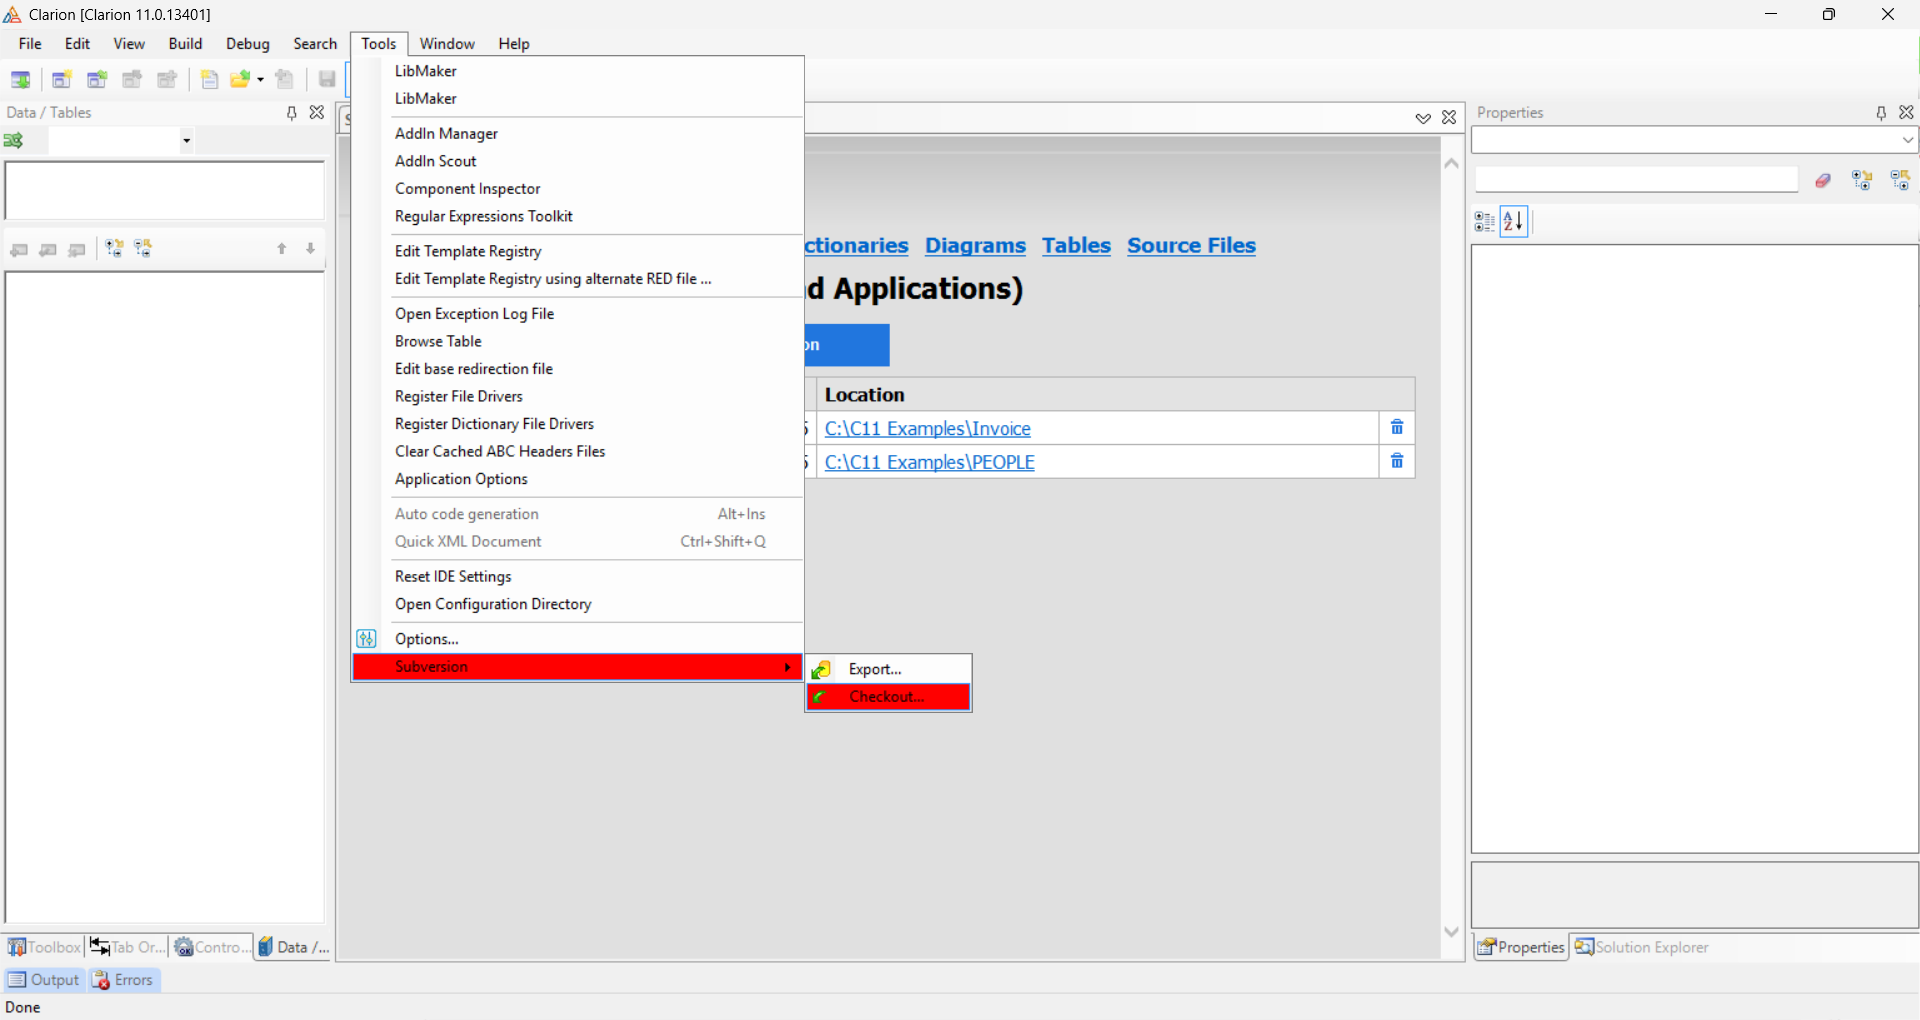 Clarion [Clarion 11.0.13401]
File Edit View Build Debug Search Tools Window Help
Data / Tables
LibMaker
LibMaker
AddIn Manager
AddIn Scout
Component Inspector
Regular Expressions Toolkit
Edit Template Registry
Edit Template Registry using alternate RED file ...
Open Exception Log File
Browse Table
Edit base redirection file
Register File Drivers
Register Dictionary File Drivers
Clear Cached ABC Headers Files
Application Options
Auto code generation Alt+Ins
Quick XML Document Ctrl+Shift+Q
Reset IDE Settings
Open Configuration Directory
Options...
Subversion
Export...
Checkout...
ctionaries Diagrams Tables Source Files
d Applications)
on
Location
C:\C11 Examples\Invoice
C:\C11 Examples\PEOPLE
Properties
Toolbox Tab Or... Contro... Data /...
Properties Solution Explorer
Output Errors
Done